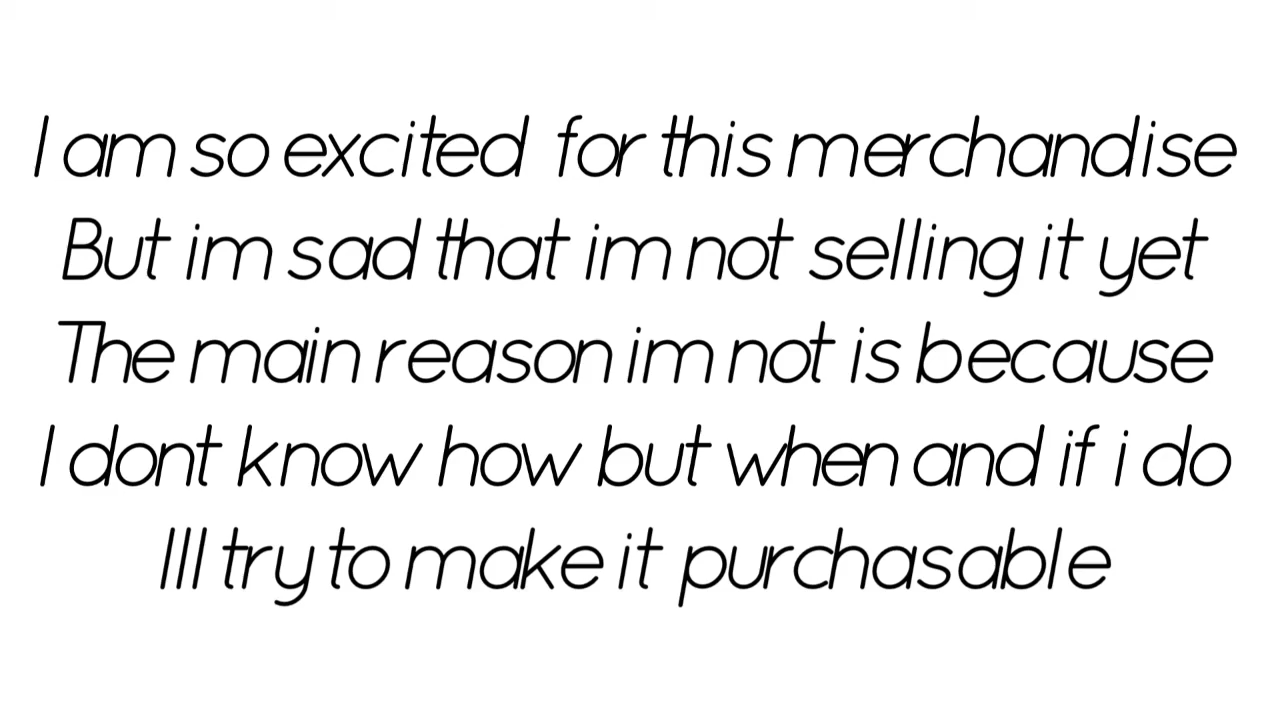 I am so excited for this merchandise
But im sad that im not selling it yet
The main reason im not is because
I dont know how but when and if i do
Ill try to make it purchasable